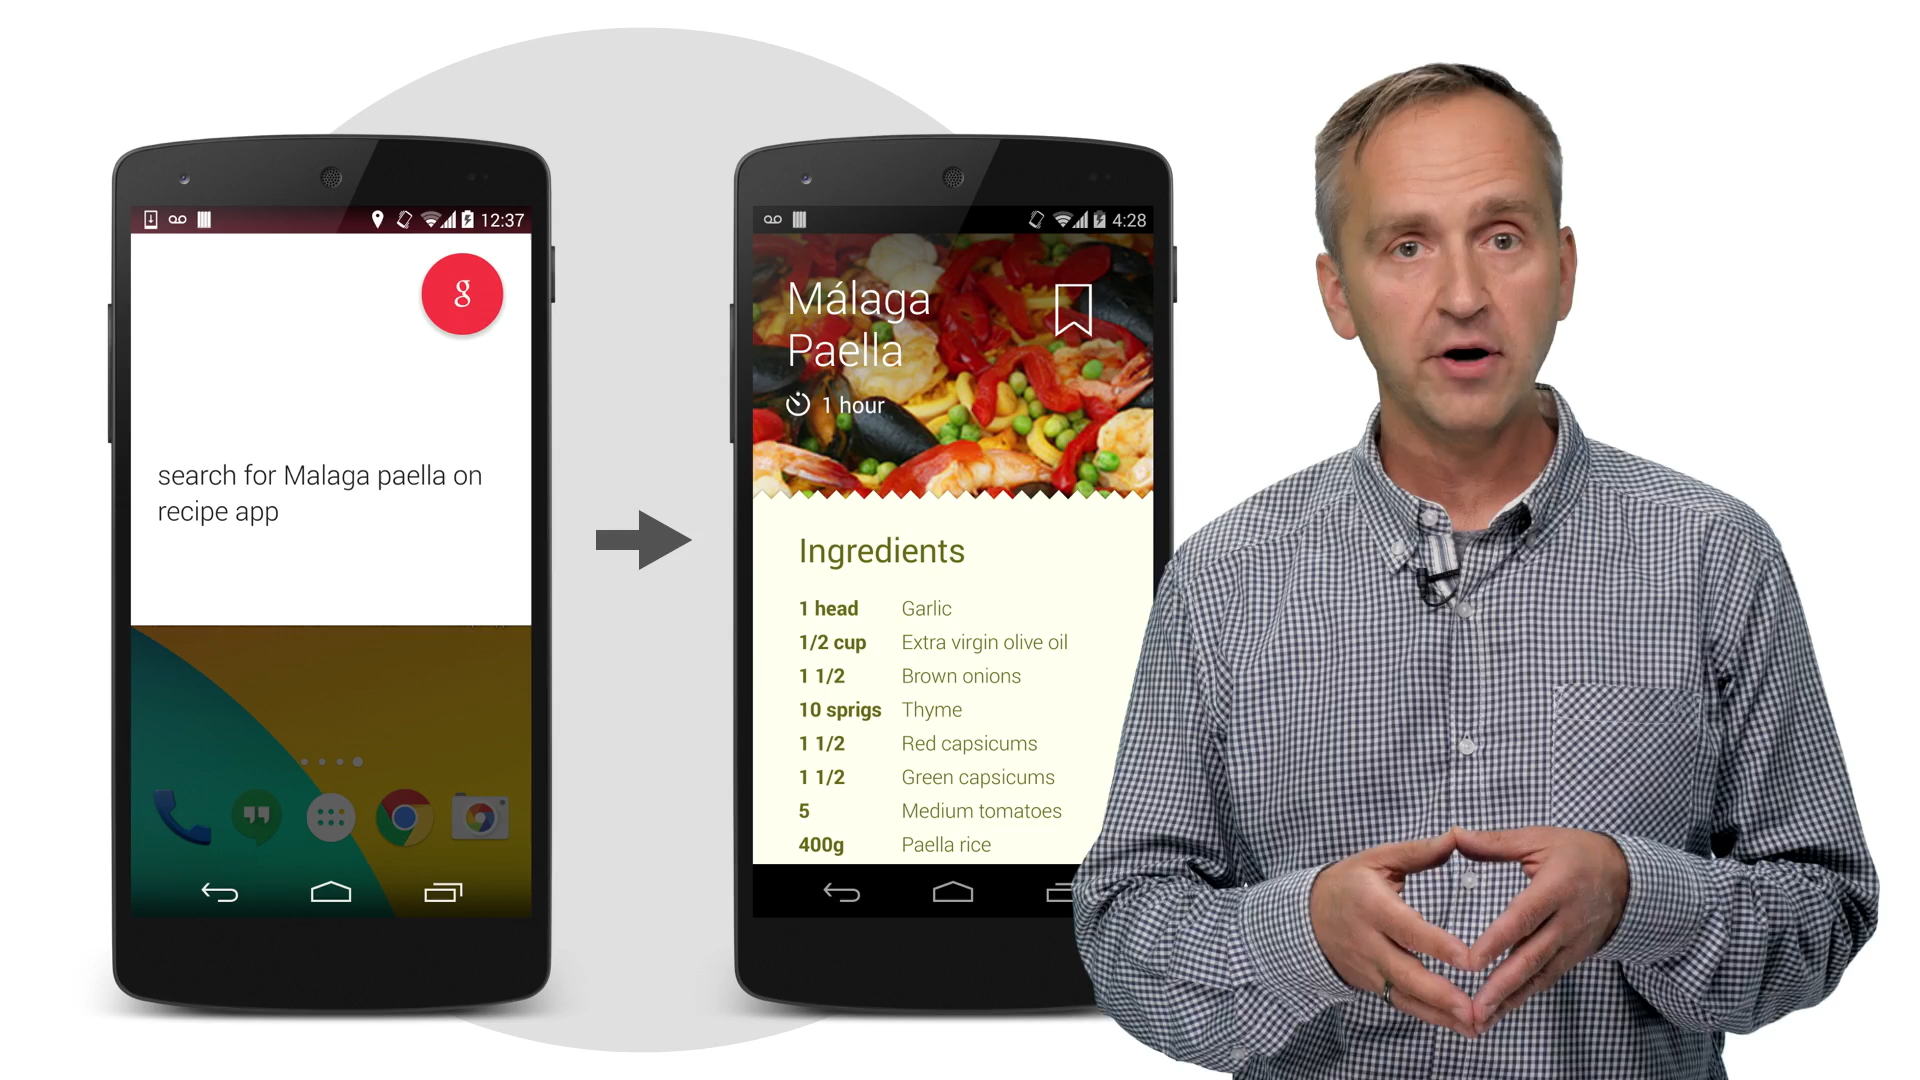 12:37
g
search for Malaga paella on
recipe app
4:28
Málaga
Paella
1 hour
Ingredients
1 head Garlic
1/2 cup Extra virgin olive oil
1 1/2 Brown onions
10 sprigs Thyme
1 1/2 Red capsicums
1 1/2 Green capsicums
5 Medium tomatoes
400g Paella rice